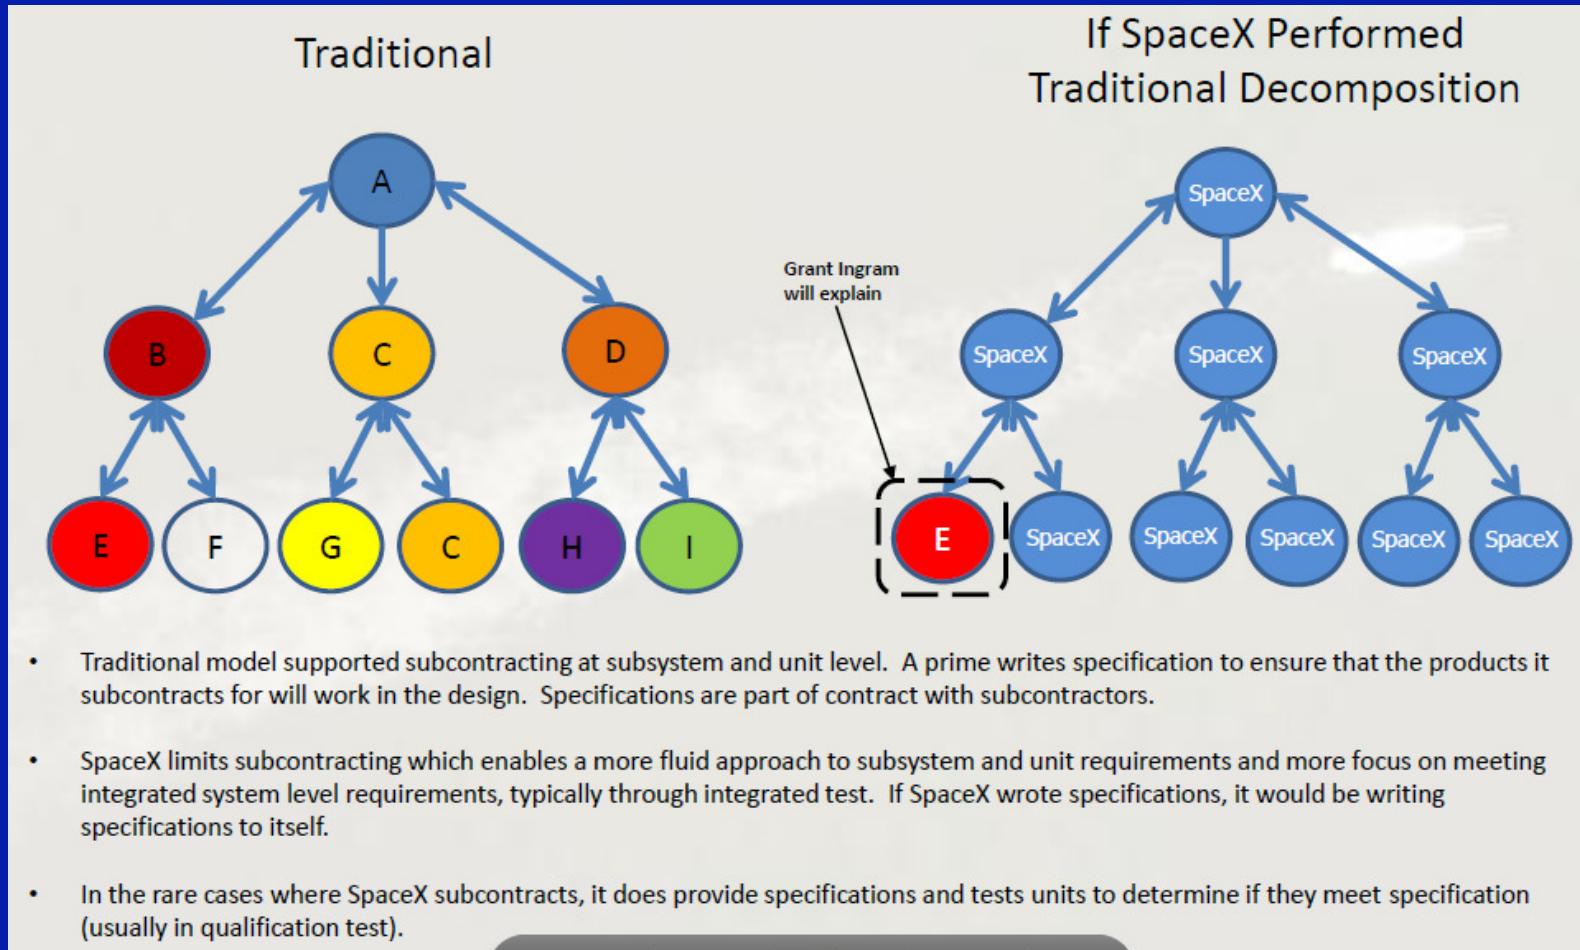 Traditional
If SpaceX Performed
Traditional Decomposition
A
B
C
D
E
F
G
C
H
I
Grant Ingram
will explain
SpaceX
SpaceX
SpaceX
SpaceX
E
SpaceX
SpaceX
SpaceX
SpaceX
SpaceX
• Traditional model supported subcontracting at subsystem and unit level. A prime writes specification to ensure that the products it
subcontracts for will work in the design. Specifications are part of contract with subcontractors.
• SpaceX limits subcontracting which enables a more fluid approach to subsystem and unit requirements and more focus on meeting
integrated system level requirements, typically through integrated test. If SpaceX wrote specifications, it would be writing
specifications to itself.
• In the rare cases where SpaceX subcontracts, it does provide specifications and tests units to determine if they meet specification
(usually in qualification test).